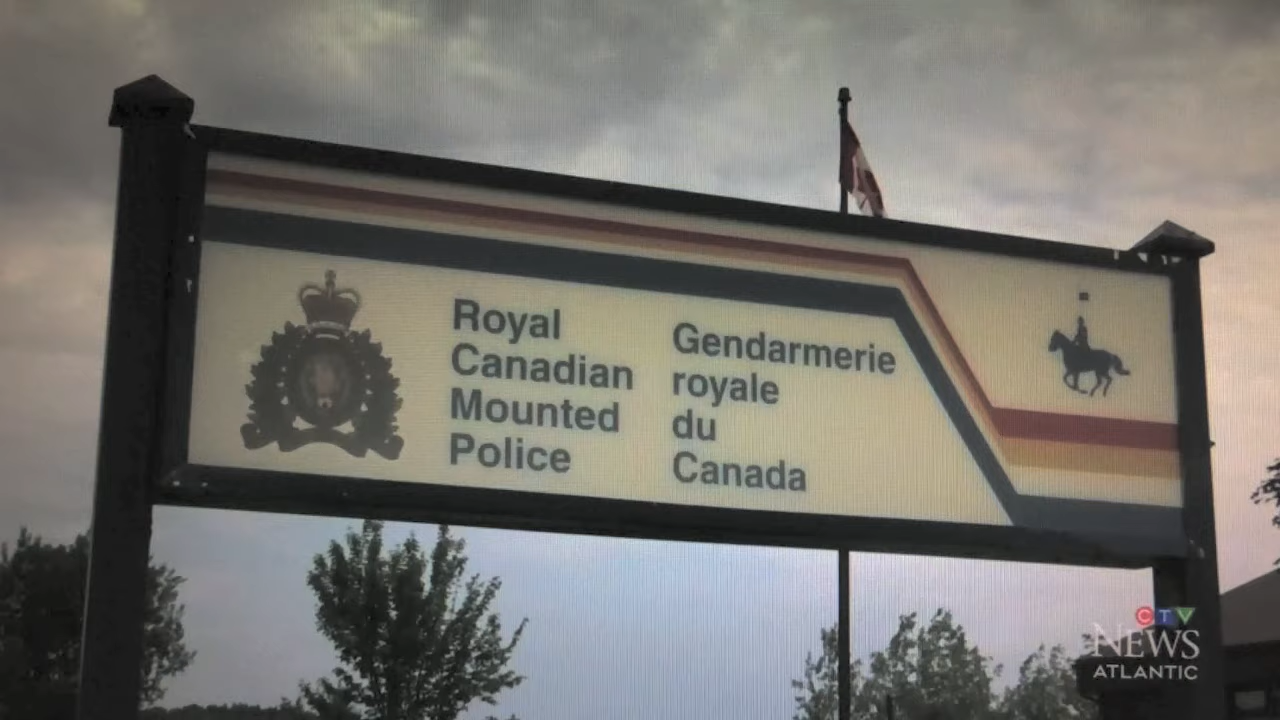 Royal
Canadian
Mounted
Police
Gendarmerie
royale
du
Canada
CTV
NEWS
ATLANTIC